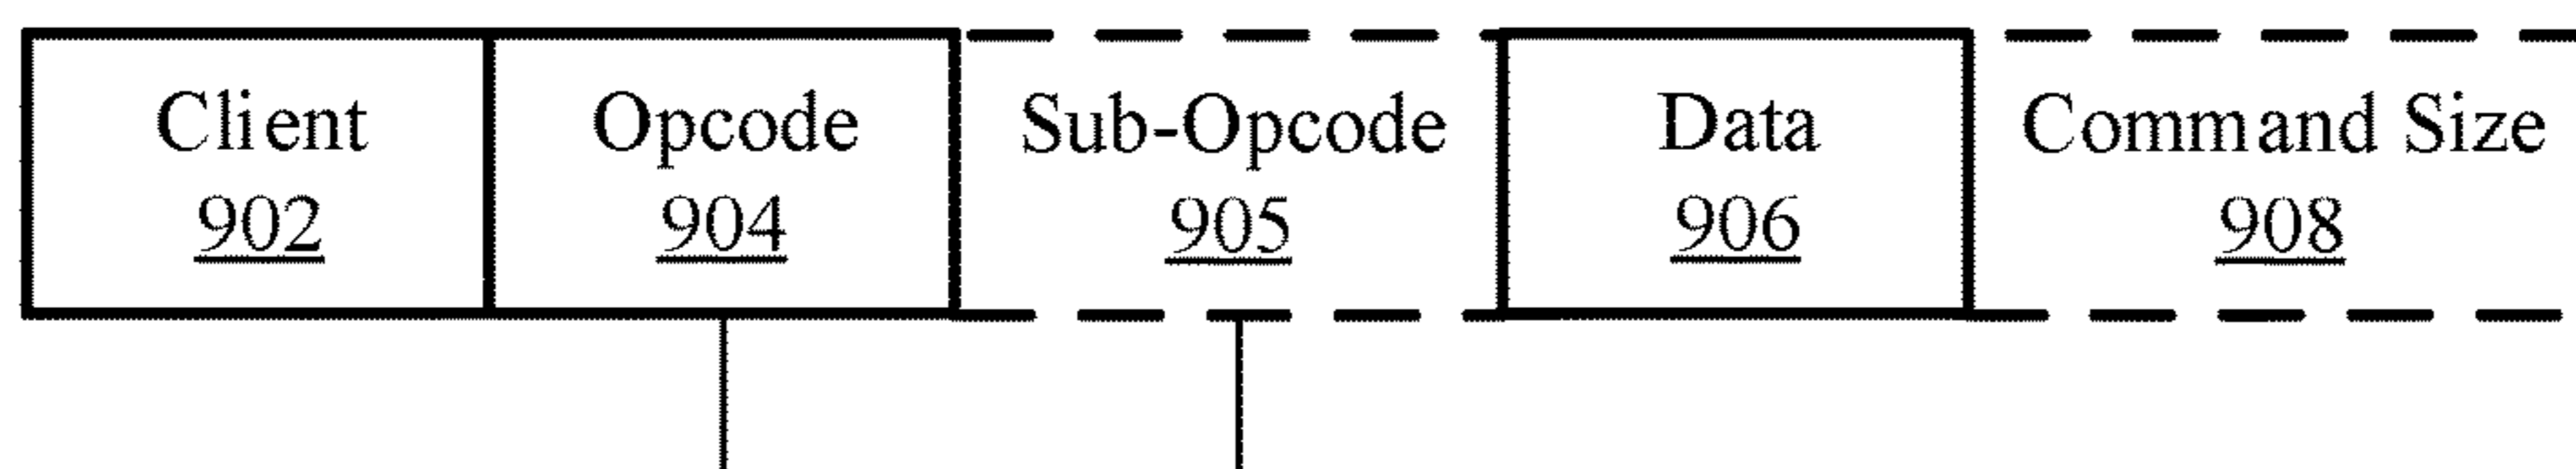 Client Opcode Sub-Opcode Data Command Size
902 904 905 906 908